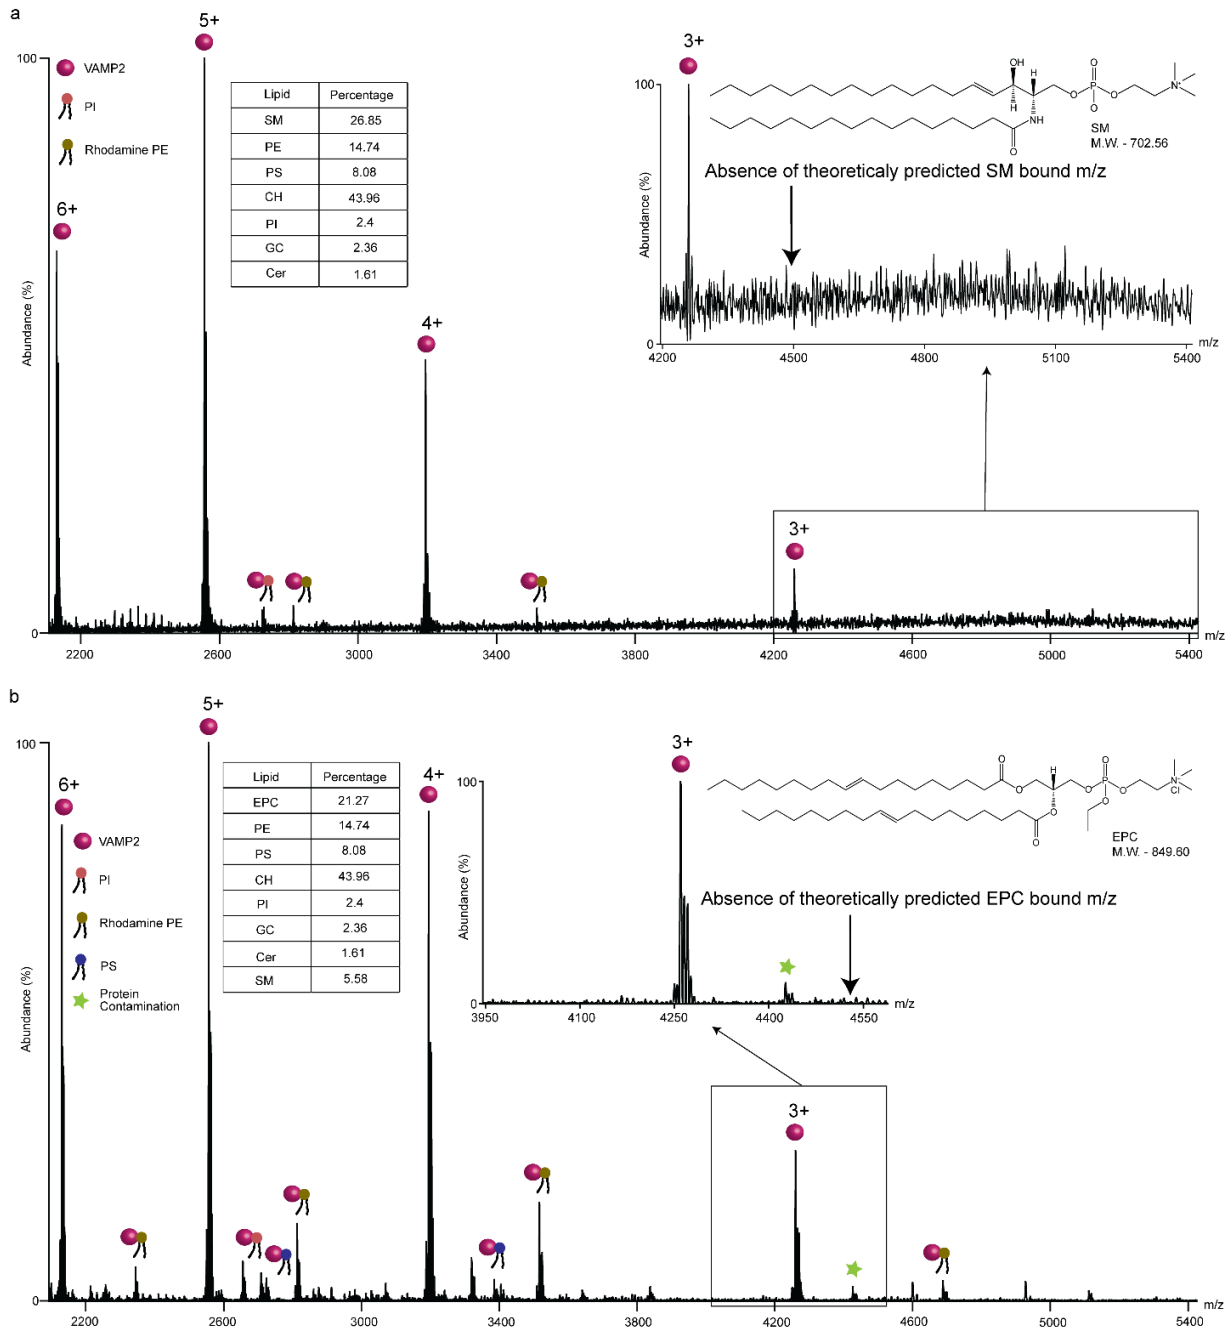 a
5+
100
VAMP2
PI
Rhodamine PE
6+
4+
Lipid Percentage
SM 26.85
PE 14.74
PS 8.08
CH 43.96
PI 2.4
GC 2.36
Cer 1.61
Abundance (%)
0
2200 2600 3000 3400 3800 4200 4600 5000 5400 m/z
3+
3+
100
OH
H
H
NH
O
O
P
O
O
O
N+
SM
M.W. - 702.56
Absence of theoreticaly predicted SM bound m/z
Abundance (%)
0
4200 4500 4800 5100 5400 m/z
b
5+
100
6+
VAMP2
PI
Rhodamine PE
PS
Protein
Contamination
4+
Lipid Percentage
EPC 21.27
PE 14.74
PS 8.08
CH 43.96
PI 2.4
GC 2.36
Cer 1.61
SM 5.58
Abundance (%)
0
3+
100
O
O
H
O
O
O
P
O
O
N+
Cl
EPC
M.W. - 849.60
Absence of theoretically predicted EPC bound m/z
Abundance (%)
0
3950 4100 4250 4400 4550 m/z
3+
2200 2600 3000 3400 3800 4200 4600 5000 5400 m/z